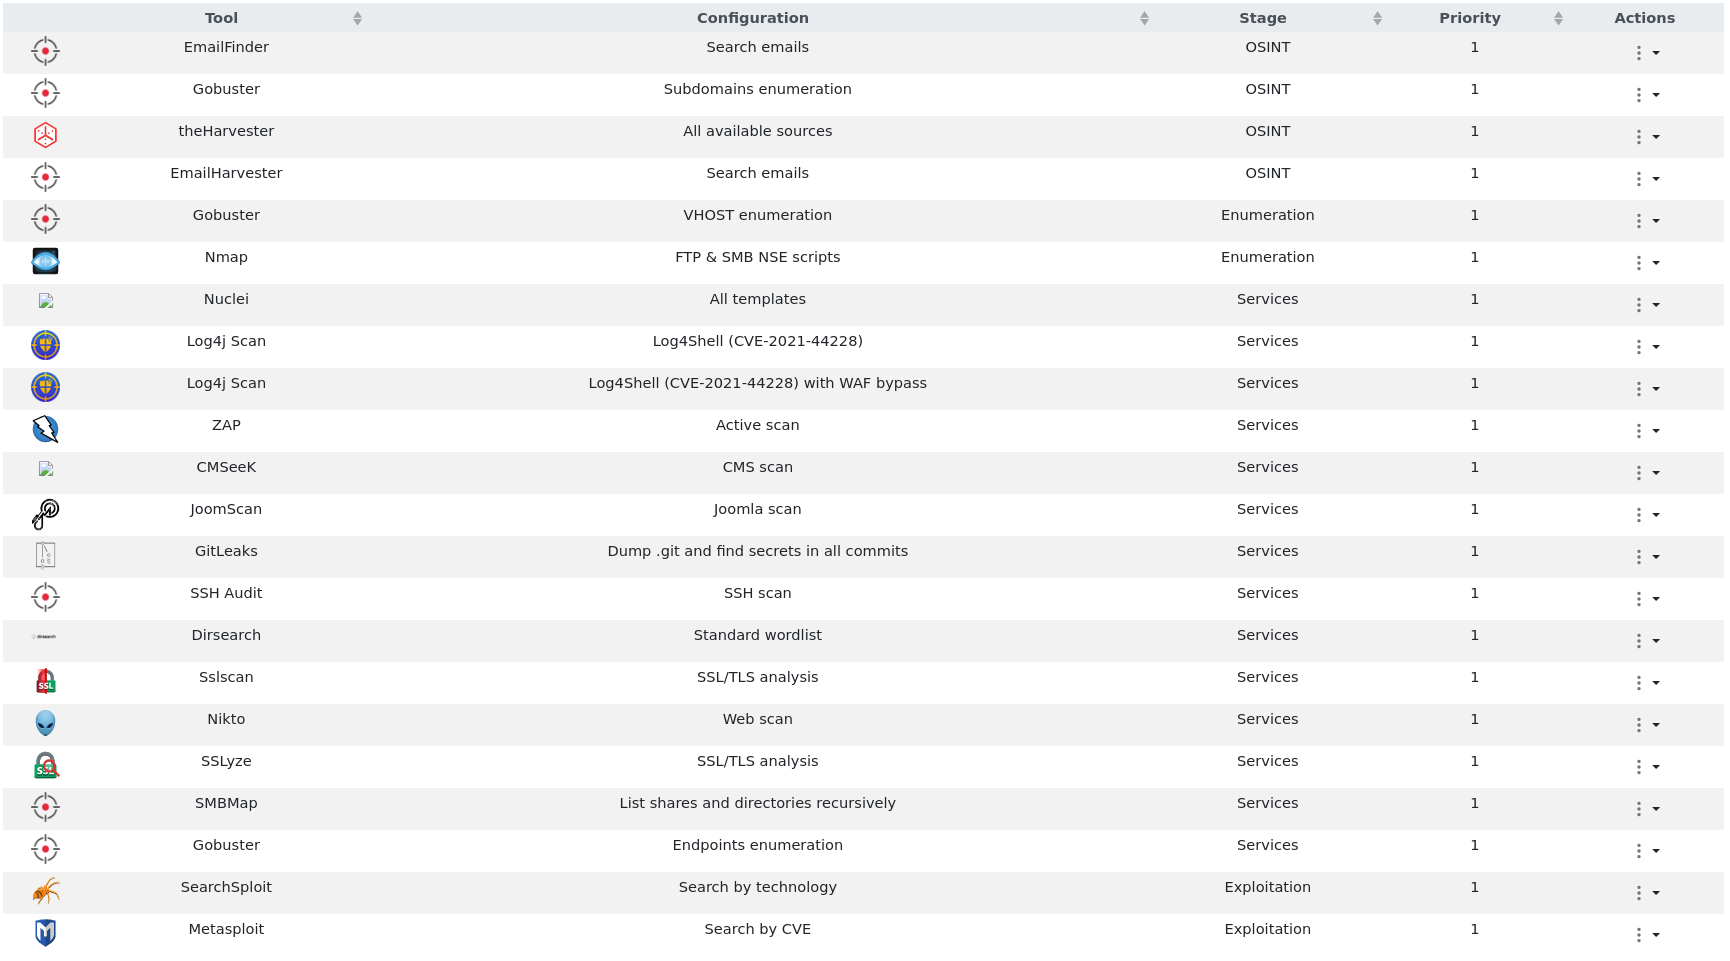 Tool Configuration Stage Priority Actions
EmailFinder Search emails OSINT 1
Gobuster Subdomains enumeration OSINT 1
theHarvester All available sources OSINT 1
EmailHarvester Search emails OSINT 1
Gobuster VHOST enumeration Enumeration 1
Nmap FTP & SMB NSE scripts Enumeration 1
Nuclei All templates Services 1
Log4j Scan Log4Shell (CVE-2021-44228) Services 1
Log4j Scan Log4Shell (CVE-2021-44228) with WAF bypass Services 1
ZAP Active scan Services 1
CMSeeK CMS scan Services 1
JoomScan Joomla scan Services 1
GitLeaks Dump .git and find secrets in all commits Services 1
SSH Audit SSH scan Services 1
dirsearch Dirsearch Standard wordlist Services 1
SSL Sslscan SSL/TLS analysis Services 1
Nikto Web scan Services 1
SSL SSLyze SSL/TLS analysis Services 1
SMBMap List shares and directories recursively Services 1
Gobuster Endpoints enumeration Services 1
SearchSploit Search by technology Exploitation 1
M Metasploit Search by CVE Exploitation 1